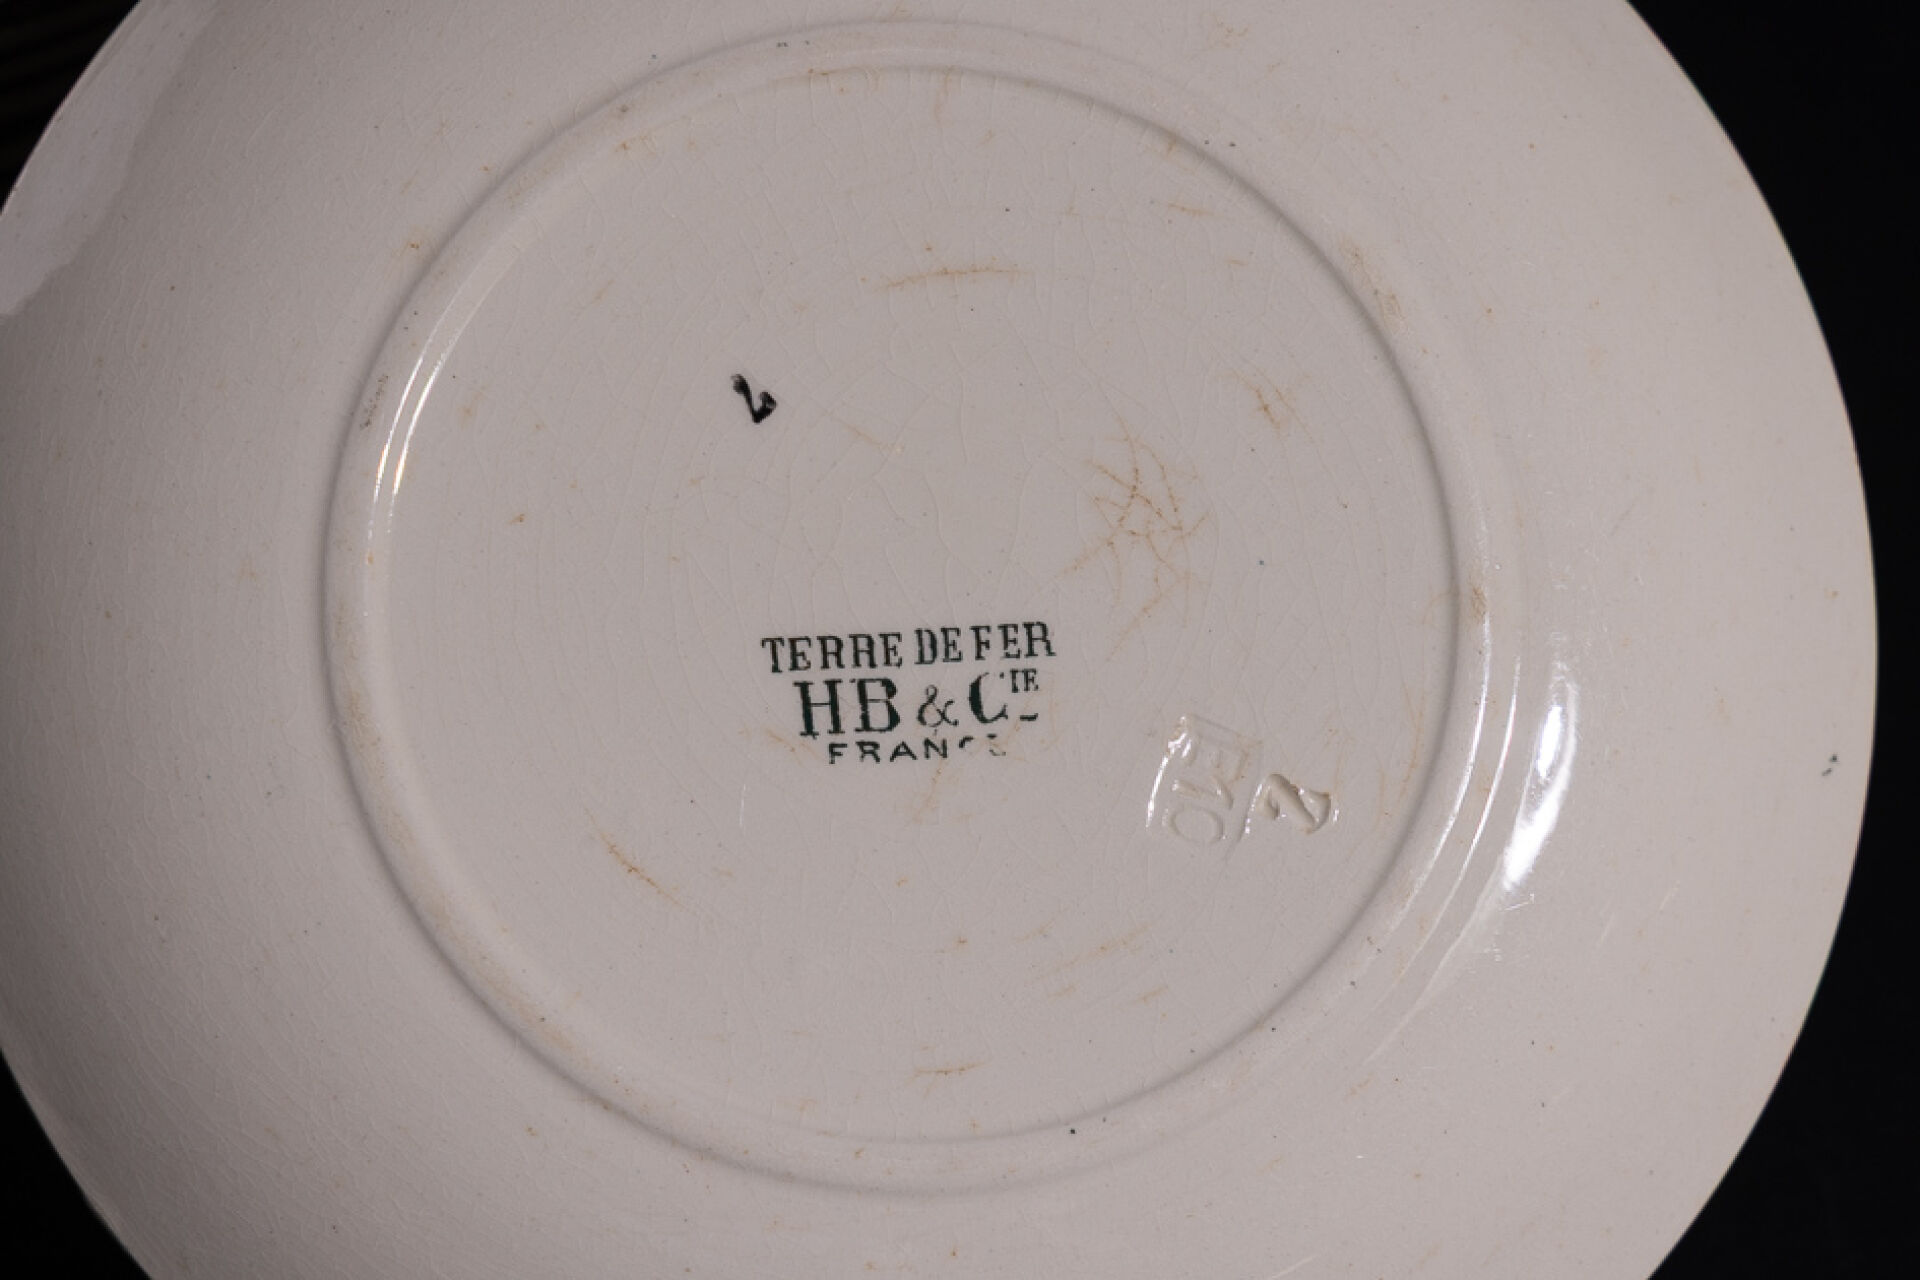 TERRE DE FER
HB & CIE
FRANCE